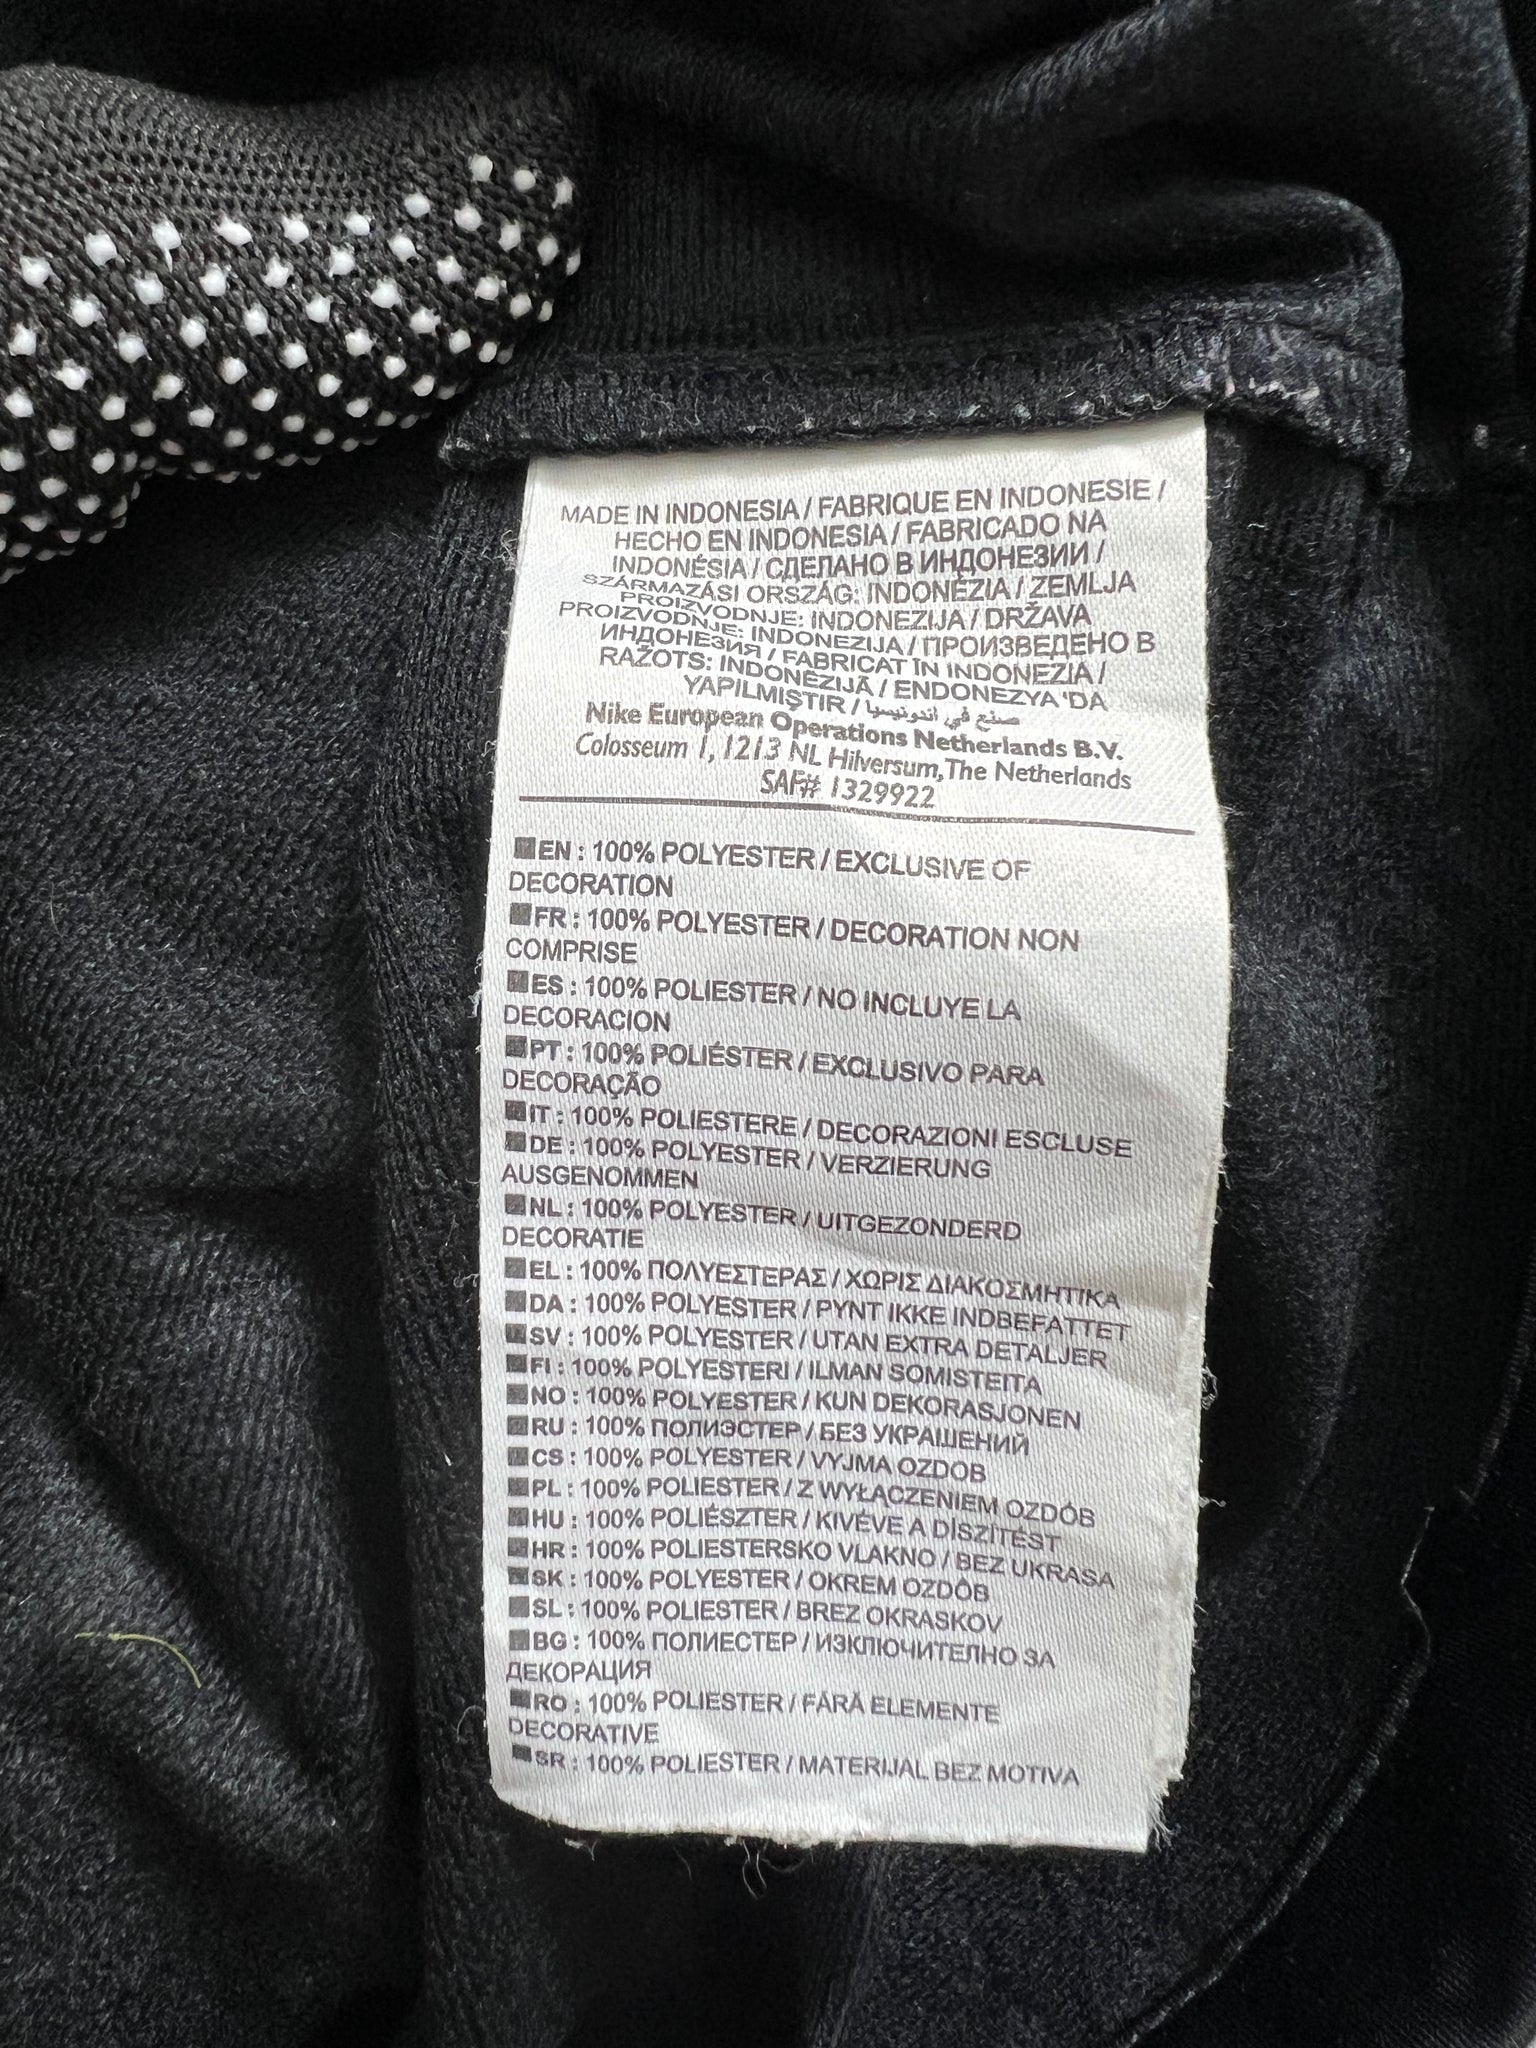 MADE IN INDONESIA / FABRIQUE EN INDONESIE /
HECHO EN INDONESIA / FABRICADO NA
INDONÉSIA / СДЕЛАНО В ИНДОНЕЗИИ /
SZÁRMAZÁSI ORSZÁG: INDONÉZIA / ZEMLJA
PROIZVODNJE: INDONEZIJA / DRŽAVA
PROIZVODNJE: INDONEZIJA / ПРОИЗВЕДЕНО В
ИНДОНЕЗИЯ / FABRICAT ÎN INDONEZIA /
RAŽOTS: INDONĒZIJĀ / ENDONEZYA 'DA
YAPILMIŞTIR / صنع في أندونيسيا
Nike European Operations Netherlands B.V.
Colosseum 1, 1213 NL Hilversum, The Netherlands
SAF# 1329922
EN : 100% POLYESTER / EXCLUSIVE OF
DECORATION
FR : 100% POLYESTER / DECORATION NON
COMPRISE
ES : 100% POLIESTER / NO INCLUYE LA
DECORACION
PT : 100% POLIÉSTER / EXCLUSIVO PARA
DECORAÇÃO
IT : 100% POLIESTERE / DECORAZIONI ESCLUSE
DE : 100% POLYESTER / VERZIERUNG
AUSGENOMMEN
NL : 100% POLYESTER / UITGEZONDERD
DECORATIE
EL : 100% ΠΟΛΥΕΣΤΕΡΑΣ / ΧΩΡΙΣ ΔΙΑΚΟΣΜΗΤΙΚΑ
DA : 100% POLYESTER / PYNT IKKE INDBEFATTET
SV : 100% POLYESTER / UTAN EXTRA DETALJER
FI : 100% POLYESTERI / ILMAN SOMISTEITA
NO : 100% POLYESTER / KUN DEKORASJONEN
RU : 100% ПОЛИЭСТЕР / БЕЗ УКРАШЕНИЙ
CS : 100% POLYESTER / VYJMA OZDOB
PL : 100% POLIESTER / Z WYŁĄCZENIEM OZDÓB
HU : 100% POLIÉSZTER / KIVÉVE A DÍSZÍTÉST
HR : 100% POLIESTERSKO VLAKNO / BEZ UKRASA
SK : 100% POLYESTER / OKREM OZDÔB
SL : 100% POLIESTER / BREZ OKRASKOV
BG : 100% ПОЛИЕСТЕР / ИЗКЛЮЧИТЕЛНО ЗА
ДЕКОРАЦИЯ
RO : 100% POLIESTER / FĂRĂ ELEMENTE
DECORATIVE
SR : 100% POLIESTER / MATERIJAL BEZ MOTIVA